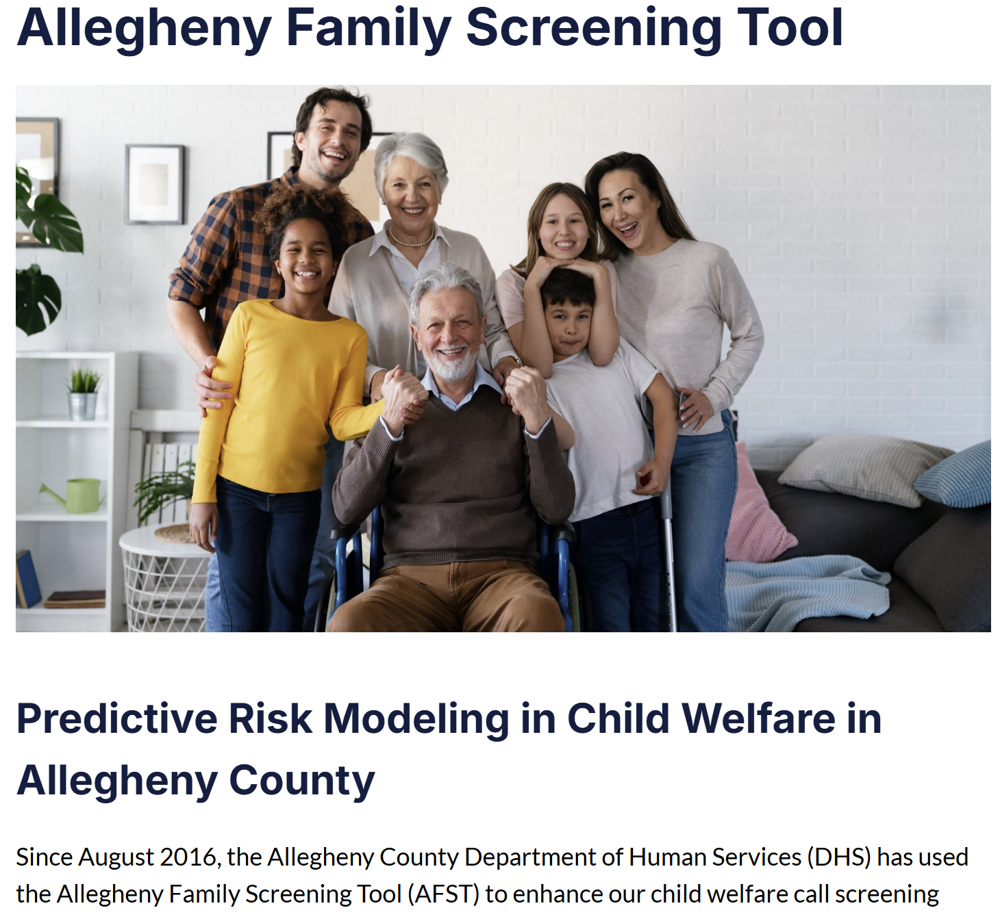 Allegheny Family Screening Tool
Predictive Risk Modeling in Child Welfare in
Allegheny County
Since August 2016, the Allegheny County Department of Human Services (DHS) has used
the Allegheny Family Screening Tool (AFST) to enhance our child welfare call screening